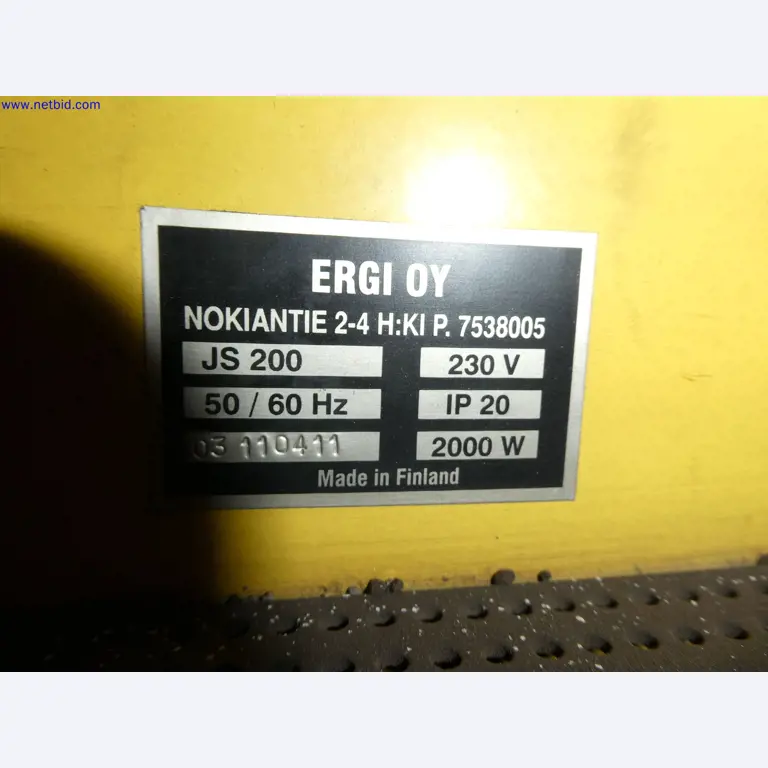 www.netbid.com
ERGI OY
NOKIANTIE 2-4 H:KI P. 7538005
JS 200 230 V
50 / 60 Hz IP 20
03 110411 2000 W
Made in Finland